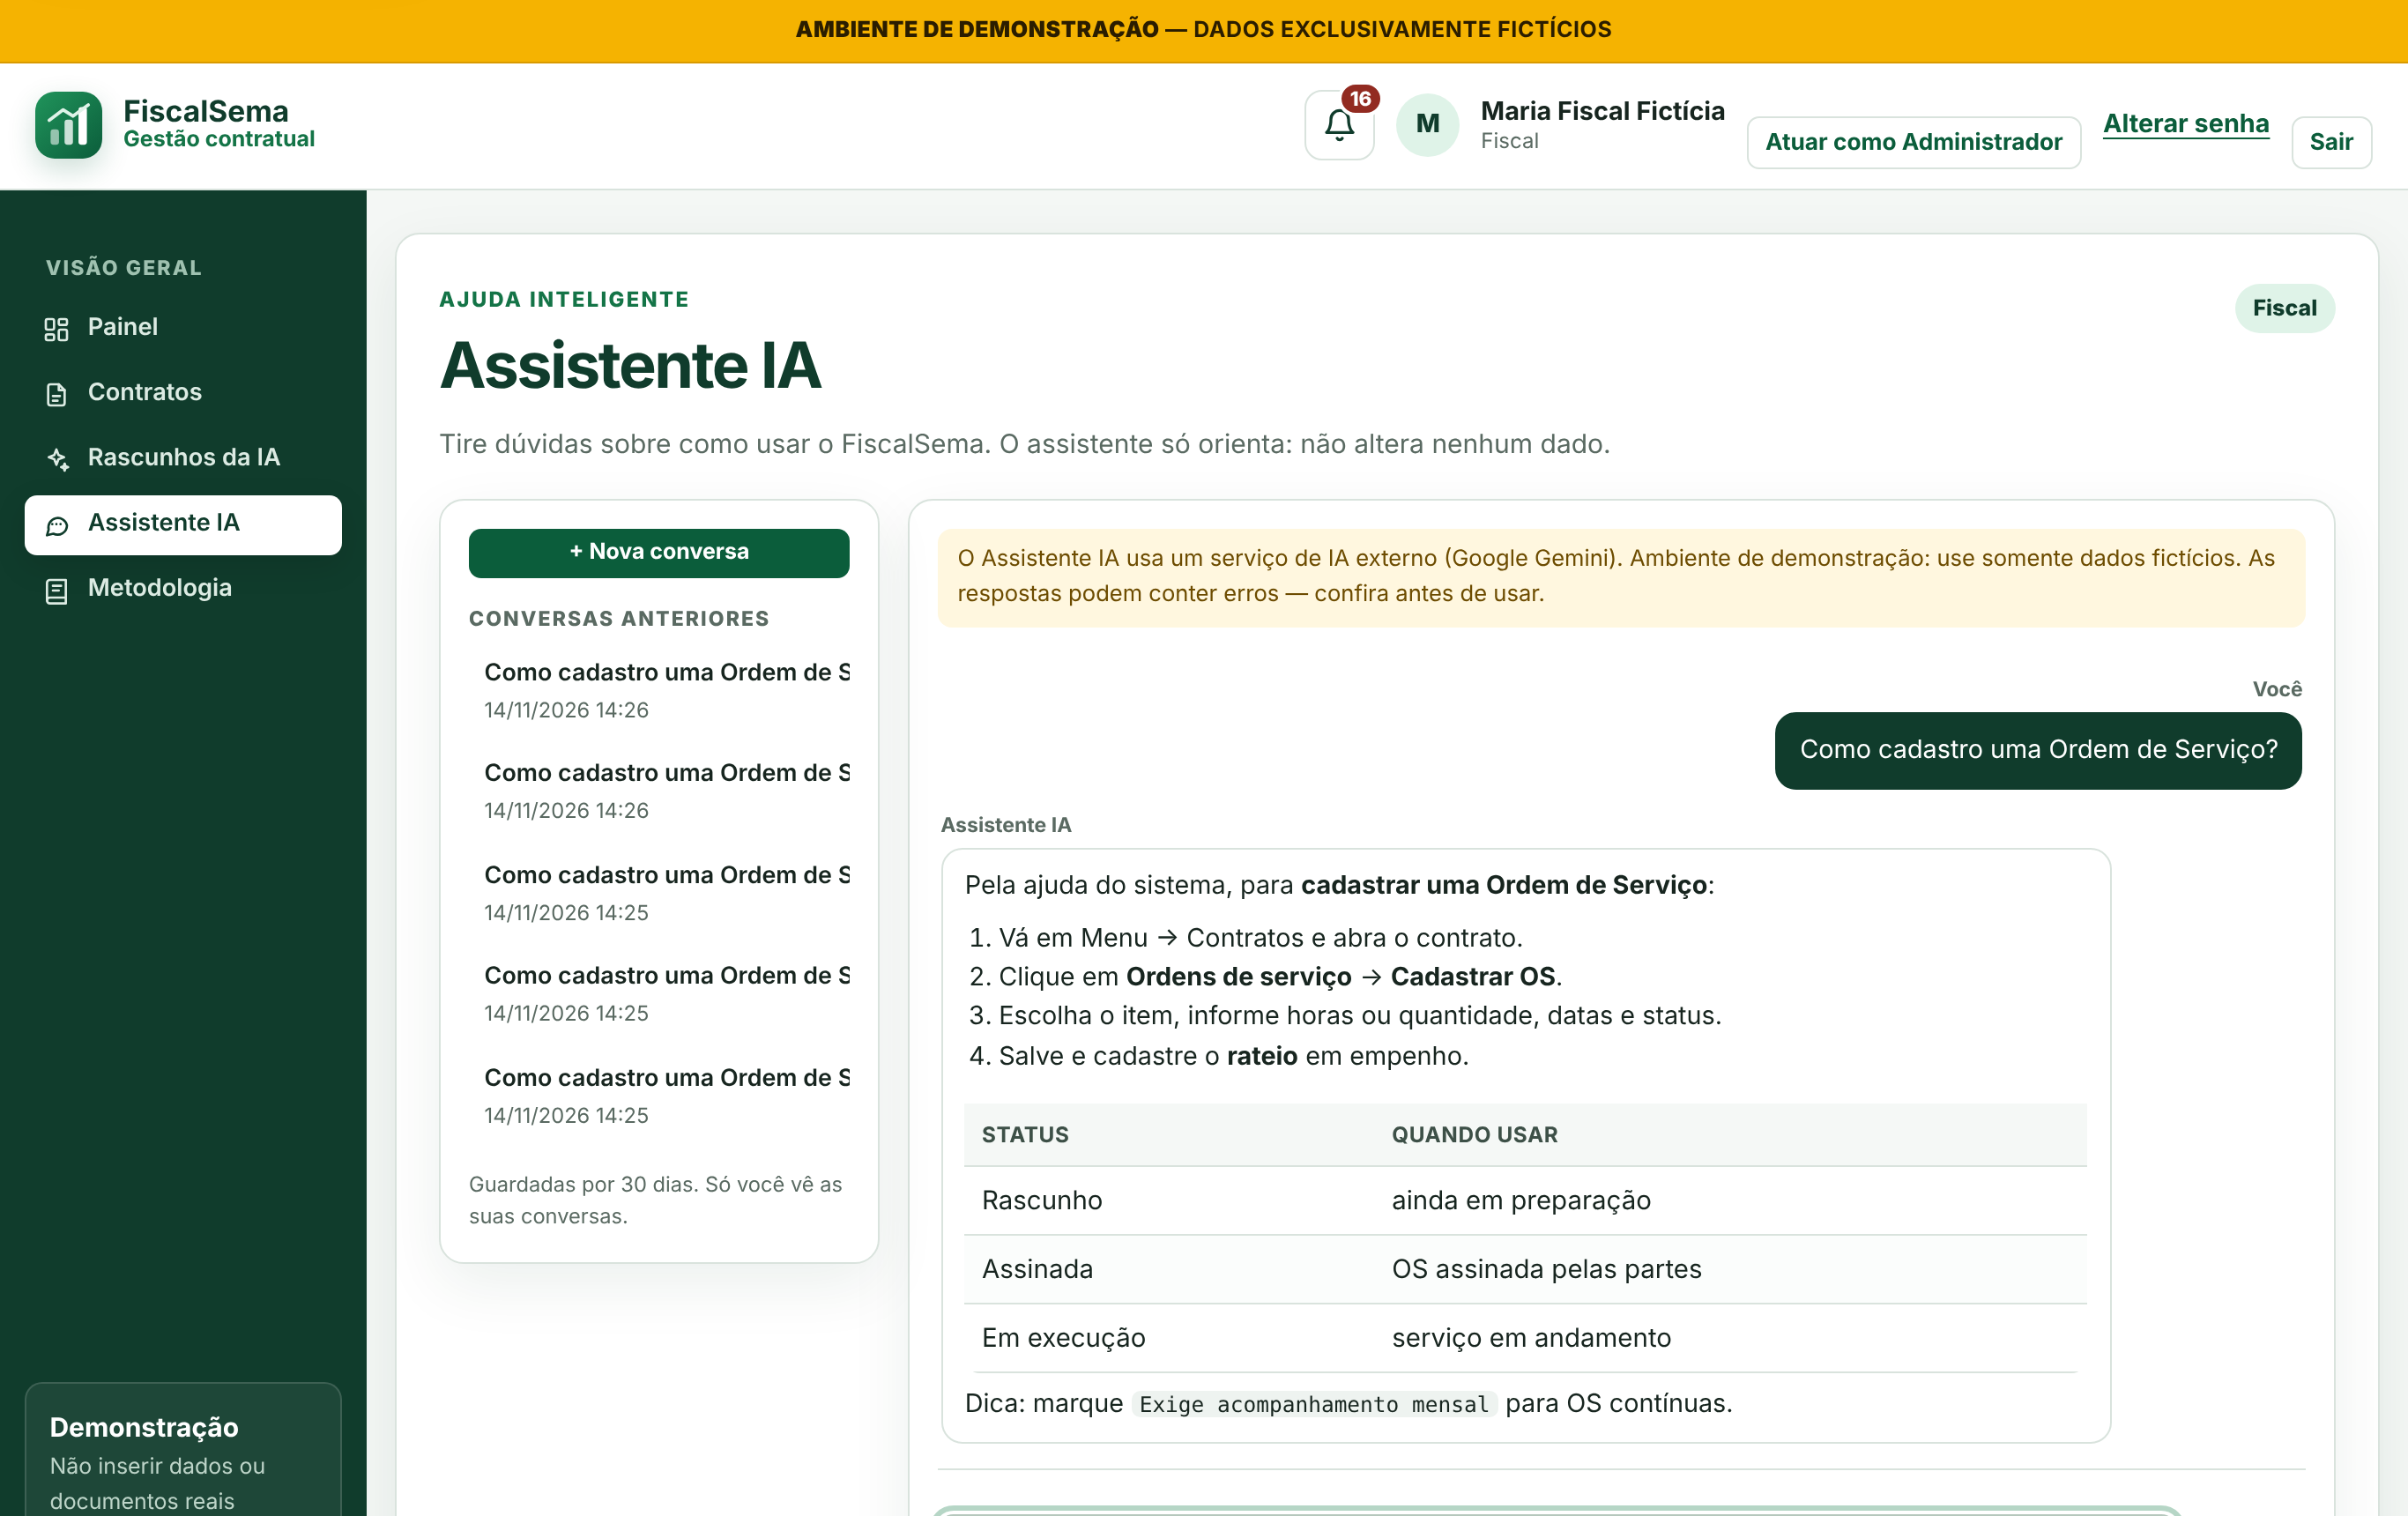 AMBIENTE DE DEMONSTRAÇÃO — DADOS EXCLUSIVAMENTE FICTÍCIOS
FiscalSema
Gestão contratual
16
M
Maria Fiscal Fictícia
Fiscal
Atuar como Administrador
Alterar senha
Sair
VISÃO GERAL
Painel
Contratos
Rascunhos da IA
Assistente IA
Metodologia
Demonstração
Não inserir dados ou
documentos reais
AJUDA INTELIGENTE
Fiscal
Assistente IA
Tire dúvidas sobre como usar o FiscalSema. O assistente só orienta: não altera nenhum dado.
+ Nova conversa
CONVERSAS ANTERIORES
Como cadastro uma Ordem de S
14/11/2026 14:26
Como cadastro uma Ordem de S
14/11/2026 14:26
Como cadastro uma Ordem de S
14/11/2026 14:25
Como cadastro uma Ordem de S
14/11/2026 14:25
Como cadastro uma Ordem de S
14/11/2026 14:25
Guardadas por 30 dias. Só você vê as
suas conversas.
O Assistente IA usa um serviço de IA externo (Google Gemini). Ambiente de demonstração: use somente dados fictícios. As
respostas podem conter erros — confira antes de usar.
Você
Como cadastro uma Ordem de Serviço?
Assistente IA
Pela ajuda do sistema, para cadastrar uma Ordem de Serviço:
1. Vá em Menu → Contratos e abra o contrato.
2. Clique em Ordens de serviço → Cadastrar OS.
3. Escolha o item, informe horas ou quantidade, datas e status.
4. Salve e cadastre o rateio em empenho.
STATUS QUANDO USAR
Rascunho ainda em preparação
Assinada OS assinada pelas partes
Em execução serviço em andamento
Dica: marque Exige acompanhamento mensal para OS contínuas.